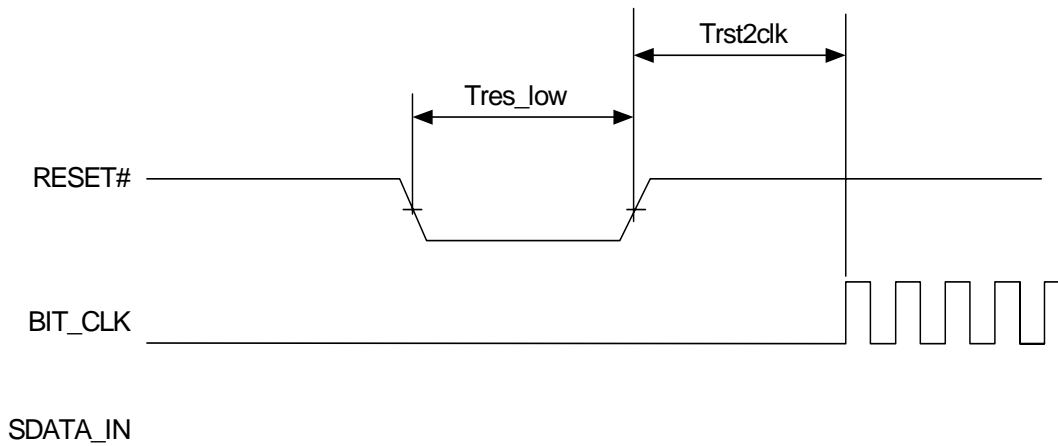 Trst2clk
Tres_low
RESET#
BIT_CLK
SDATA_IN